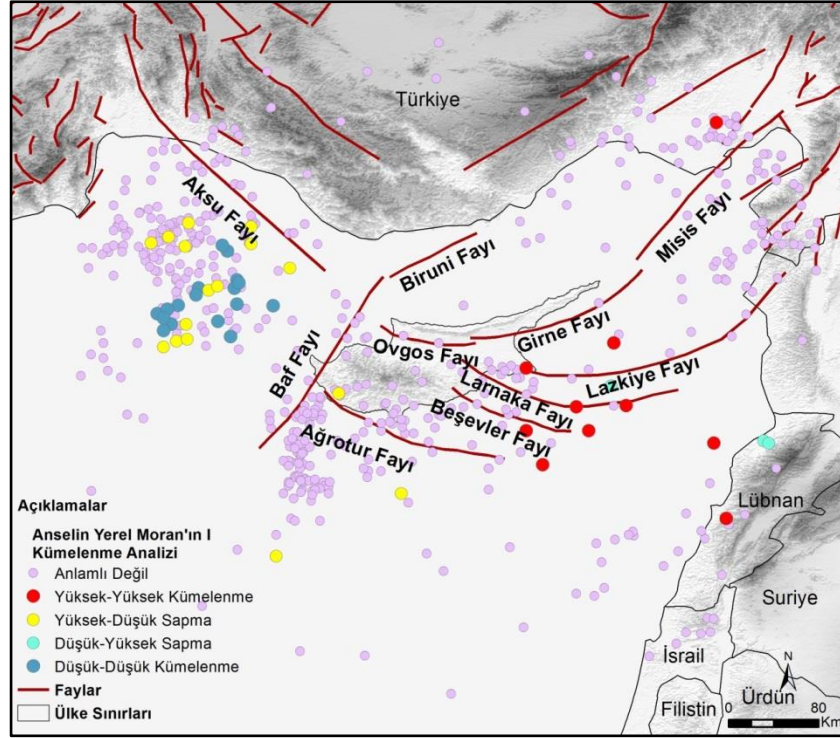 Türkiye
Aksu Fayı
Misis Fayı
Biruni Fayı
Girne Fayı
Baf Fayı
Ovgos Fayı
Lazkiye Fayı
Larnaka Fayı
Beşevler Fayı
Ağrotur Fayı
Lübnan
Suriye
İsrail
Ürdün
Filistin
Açıklamalar
Anselin Yerel Moran'ın I
Kümelenme Analizi
Anlamlı Değil
Yüksek-Yüksek Kümelenme
Yüksek-Düşük Sapma
Düşük-Yüksek Sapma
Düşük-Düşük Kümelenme
Faylar
Ülke Sınırları
N
0 80
Km